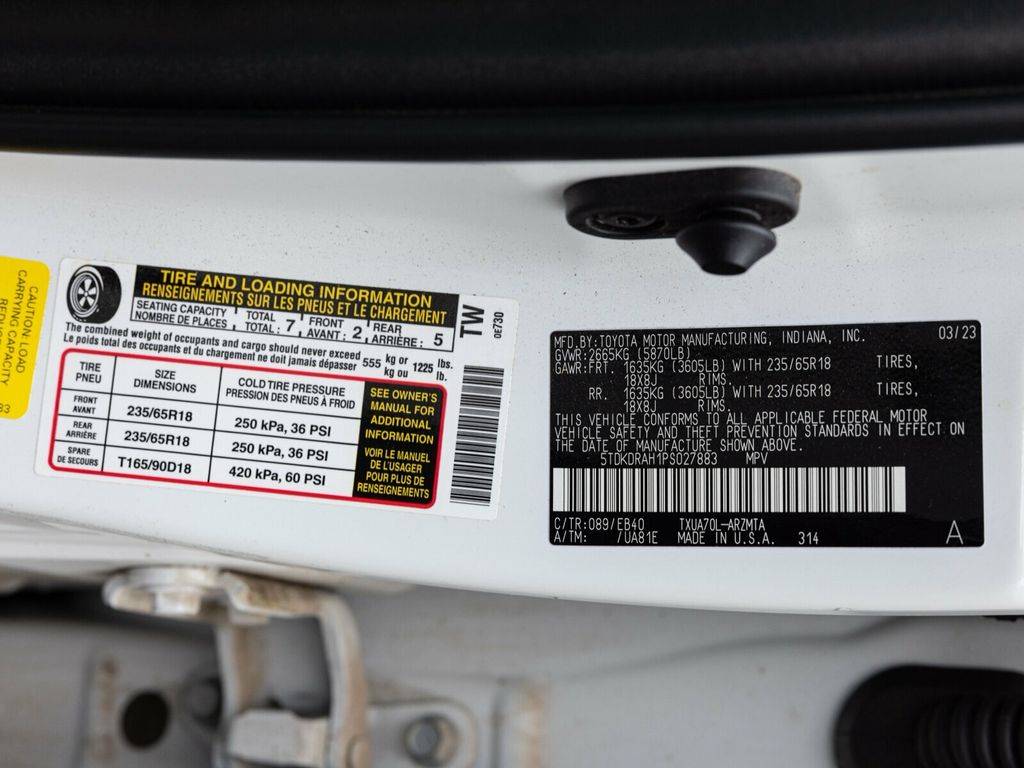 CAUTION:LOAD
CARRYING CAPACITY
83
TIRE AND LOADING INFORMATION
RENSEIGNEMENTS SUR LES PNEUS ET LE CHARGEMENT
SEATING CAPACITY TOTAL FRONT REAR
NOMBRE DE PLACES TOTAL : 7 AVANT : 2 ARRIÈRE : 5
The combined weight of occupants and cargo should never exceed 555 kg or 1225 lbs.
Le poids total des occupants et du chargement ne doit jamais dépasser kg ou lb.
TIRE SIZE COLD TIRE PRESSURE
PNEU DIMENSIONS PRESSION DES PNEUS À FROID
FRONT
AVANT 235/65R18 250 kPa, 36 PSI
REAR
ARRIÈRE 235/65R18 250 kPa, 36 PSI
SPARE
DE SECOURS T165/90D18 420 kPa, 60 PSI
SEE OWNER'S
MANUAL FOR
ADDITIONAL
INFORMATION
VOIR LE MANUEL
DE L'USAGER
POUR PLUS DE
RENSEIGNEMENTS
TW
0E730
MFD.BY:TOYOTA MOTOR MANUFACTURING, INDIANA, INC. 03/23
GVWR:2665KG (5870LB)
GAWR:FRT. 1635KG (3605LB) WITH 235/65R18 TIRES,
18X8J RIMS.
RR. 1635KG (3605LB) WITH 235/65R18 TIRES,
18X8J RIMS.
THIS VEHICLE CONFORMS TO ALL APPLICABLE FEDERAL MOTOR
VEHICLE SAFETY AND THEFT PREVENTION STANDARDS IN EFFECT ON
THE DATE OF MANUFACTURE SHOWN ABOVE.
5TDKDRAH1PS027883 MPV
C/TR:089/EB40 TXUA70L-ARZMTA
A/TM: /UA81E MADE IN U.S.A. 314 A